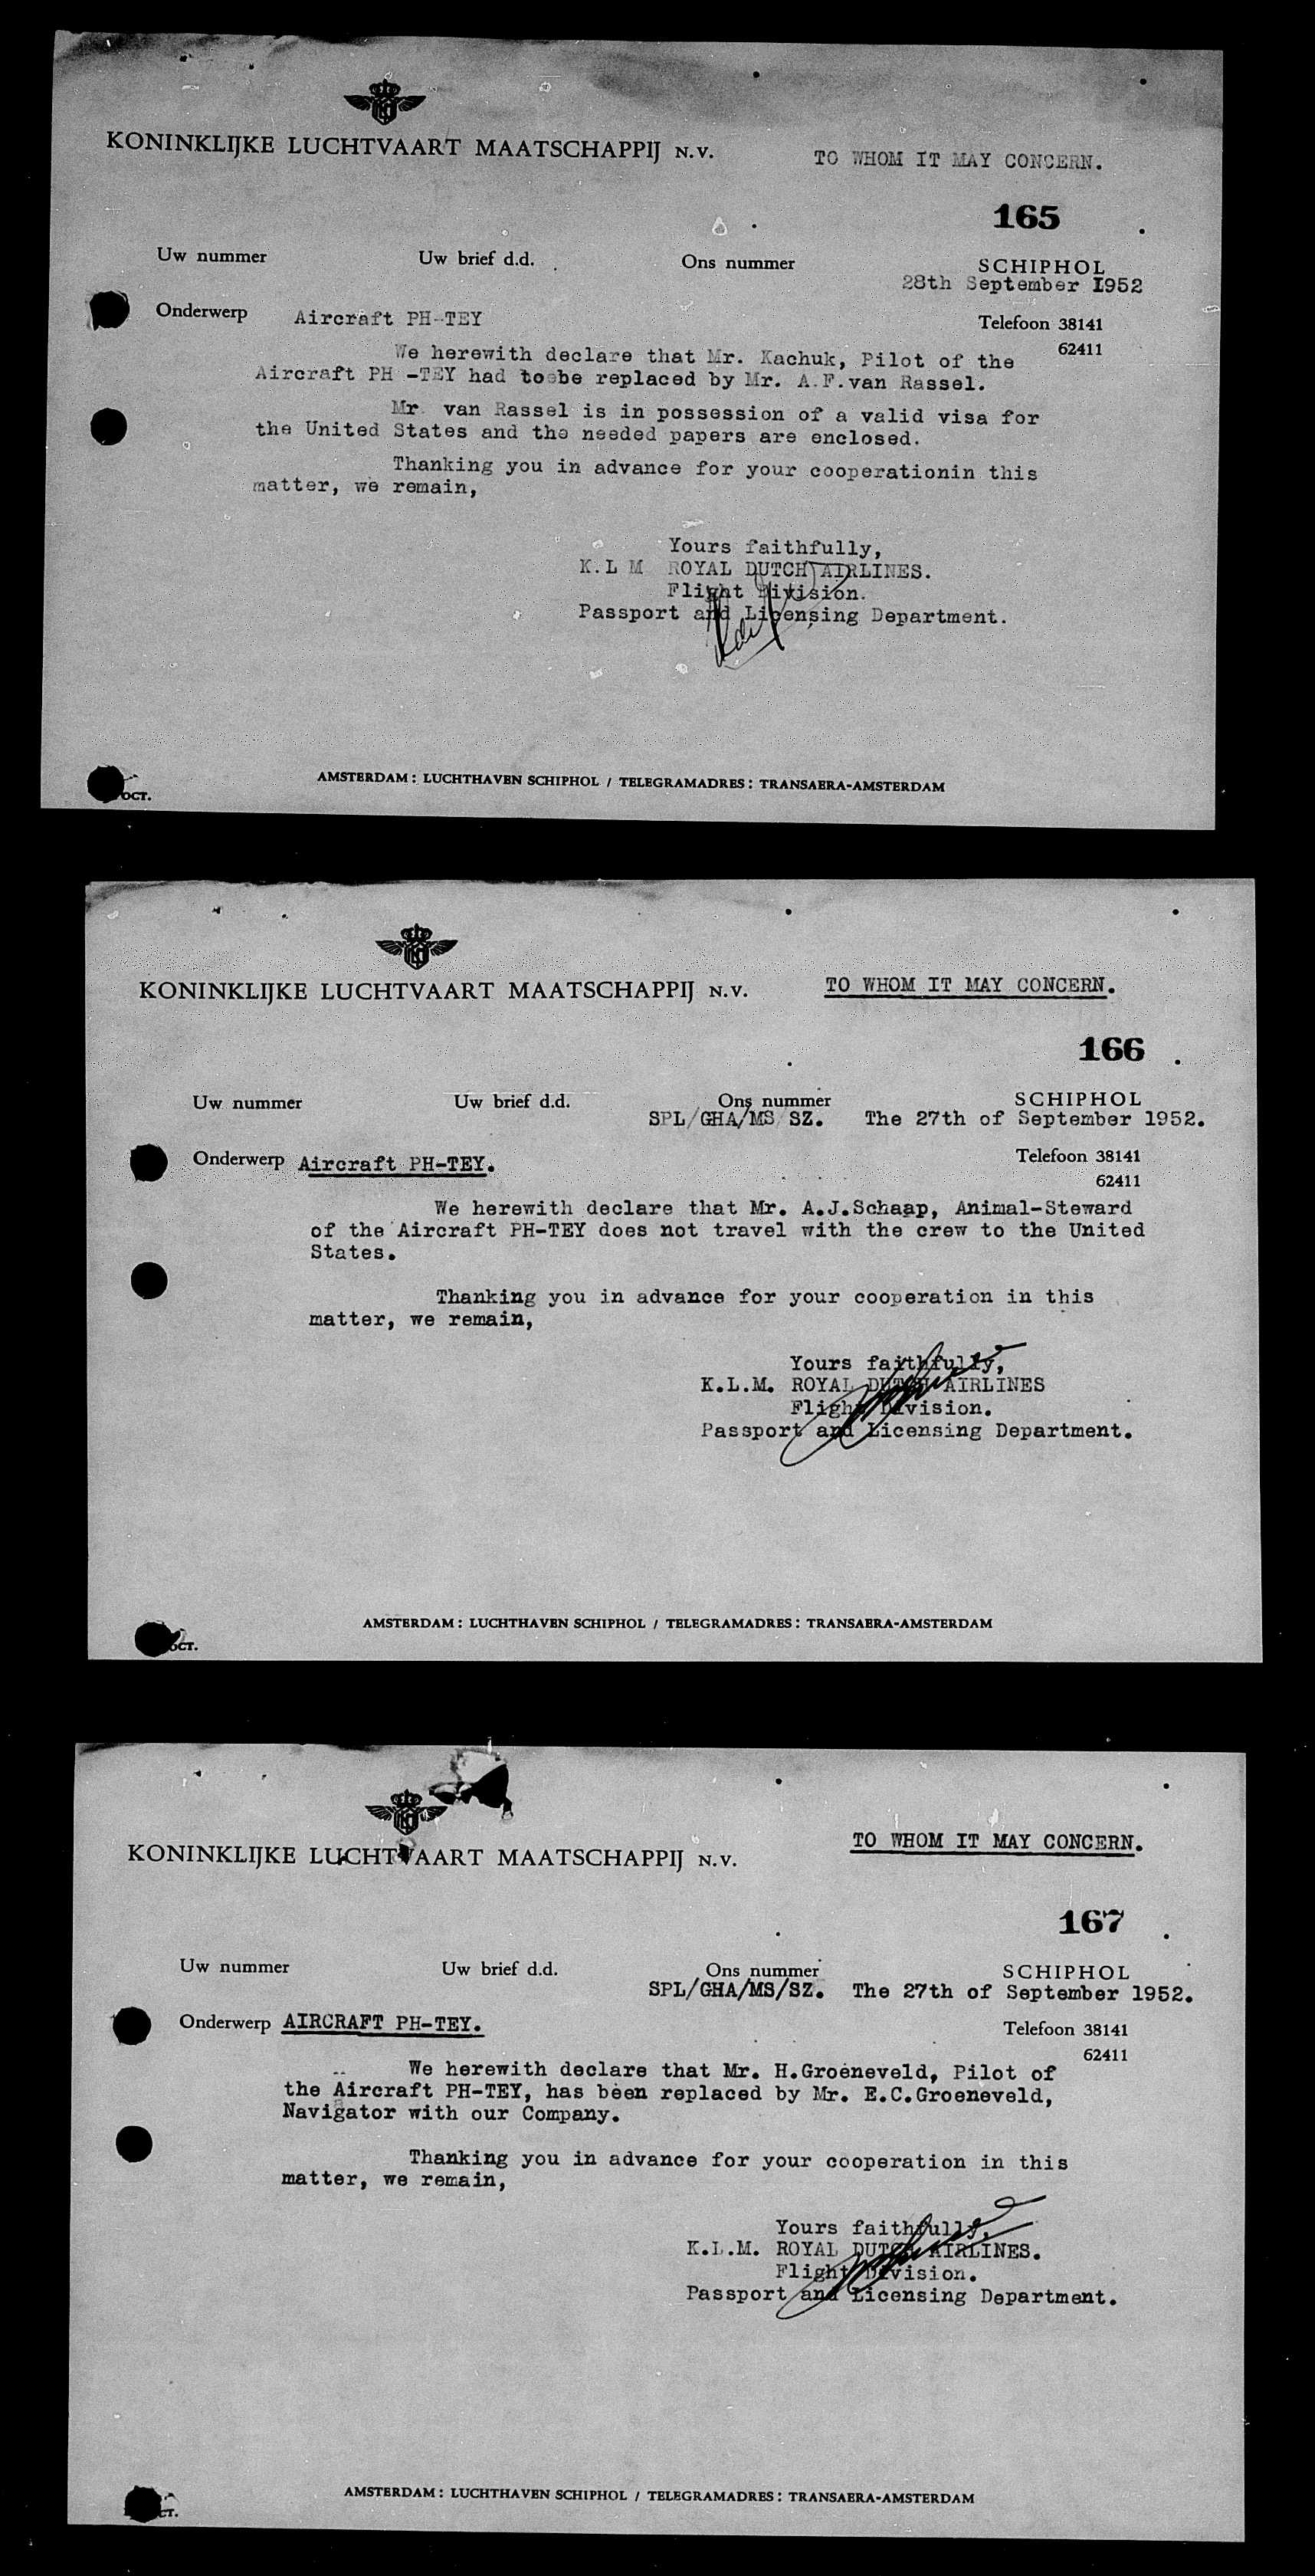 KONINKLIJKE LUCHTVAART MAATSCHAPPIJ N.V.
TO WHOM IT MAY CONCERN.
165
Uw nummer Uw brief d.d. Ons nummer SCHIPHOL
28th September I952
Onderwerp Aircraft PH-TEY Telefoon 38141
62411
We herewith declare that Mr. Kachuk, Pilot of the
Aircraft PH -TEY had to be replaced by Mr. A.F.van Rassel.
Mr. van Rassel is in possession of a valid visa for
the United States and the needed papers are enclosed.
Thanking you in advance for your cooperationin this
matter, we remain,
Yours faithfully,
K.L M ROYAL DUTCH AIRLINES.
Flight Division.
Passport and Licensing Department.
AMSTERDAM: LUCHTHAVEN SCHIPHOL / TELEGRAMADRES: TRANSAERA-AMSTERDAM
OCT.
KONINKLIJKE LUCHTVAART MAATSCHAPPIJ N.V.
TO WHOM IT MAY CONCERN.
166
Uw nummer Uw brief d.d. Ons nummer SCHIPHOL
SPL/GHA/MS/SZ. The 27th of September 1952.
Onderwerp Aircraft PH-TEY. Telefoon 38141
62411
We herewith declare that Mr. A.J.Schaap, Animal-Steward
of the Aircraft PH-TEY does not travel with the crew to the United
States.
Thanking you in advance for your cooperation in this
matter, we remain,
Yours faithfully,
K.L.M. ROYAL DUTCH AIRLINES
Flight Division.
Passport and Licensing Department.
AMSTERDAM: LUCHTHAVEN SCHIPHOL / TELEGRAMADRES: TRANSAERA-AMSTERDAM
OCT.
KONINKLIJKE LUCHTVAART MAATSCHAPPIJ N.V.
TO WHOM IT MAY CONCERN.
167
Uw nummer Uw brief d.d. Ons nummer SCHIPHOL
SPL/GHA/MS/SZ. The 27th of September 1952.
Onderwerp AIRCRAFT PH-TEY. Telefoon 38141
62411
We herewith declare that Mr. H.Groeneveld, Pilot of
the Aircraft PH-TEY, has been replaced by Mr. E.C.Groeneveld,
Navigator with our Company.
Thanking you in advance for your cooperation in this
matter, we remain,
Yours faithfully,
K.L.M. ROYAL DUTCH AIRLINES.
Flight Division.
Passport and Licensing Department.
AMSTERDAM: LUCHTHAVEN SCHIPHOL / TELEGRAMADRES: TRANSAERA-AMSTERDAM